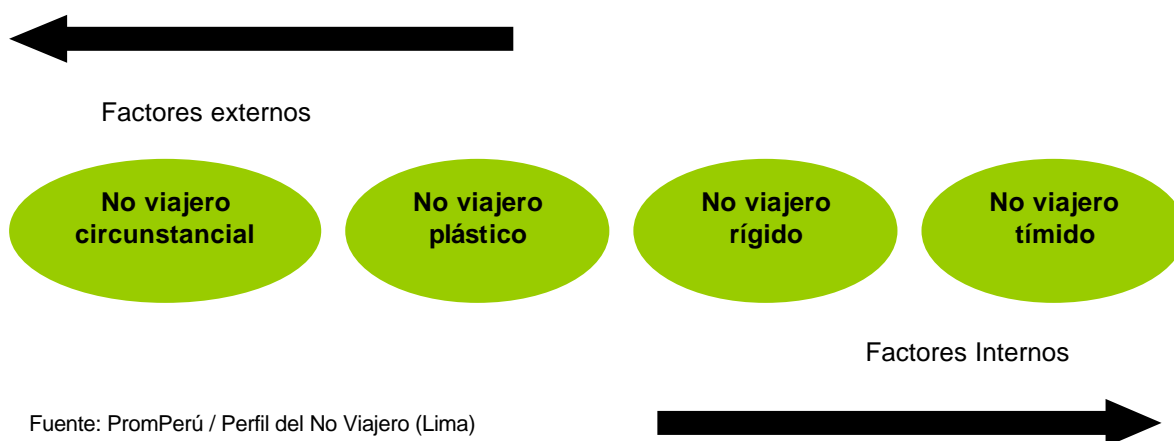 Factores externos
No viajero
circunstancial
No viajero
plástico
No viajero
rígido
No viajero
tímido
Factores Internos
Fuente: PromPerú / Perfil del No Viajero (Lima)